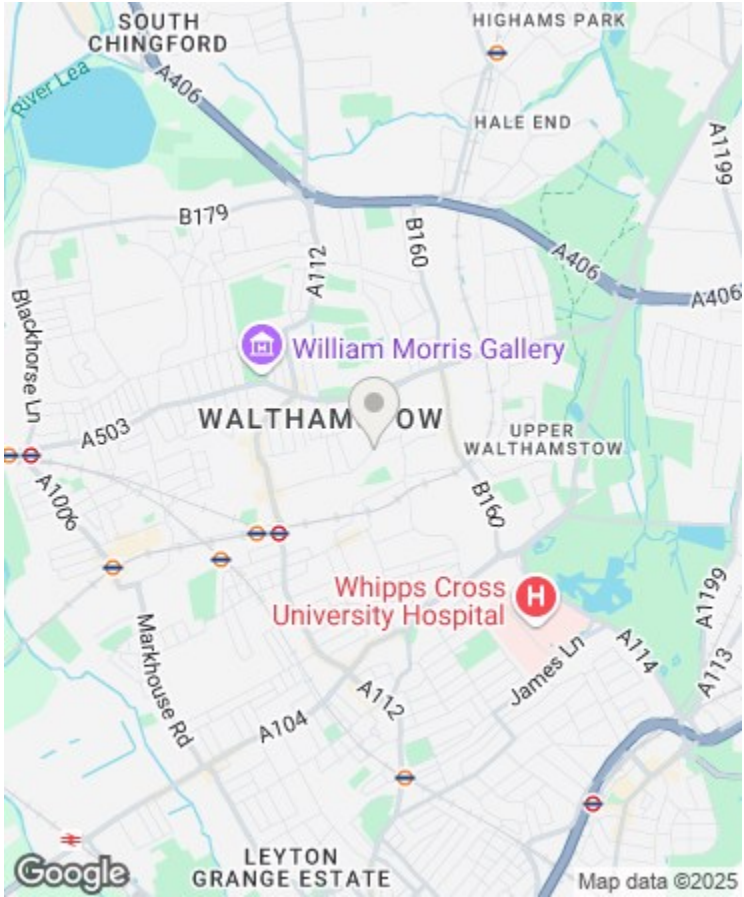 SOUTH
CHINGFORD
HIGHAMS PARK
River Lea
A406
HALE END
A1199
B179
B160
A112
A406
A406
Blackhorse Ln
William Morris Gallery
WALTHAM OW
A503
UPPER
WALTHAMSTOW
A1006
B160
Whipps Cross
University Hospital
H
A1199
Markhouse Rd
A114
A113
James Ln
A112
A104
LEYTON
GRANGE ESTATE
Google
Map data ©2025